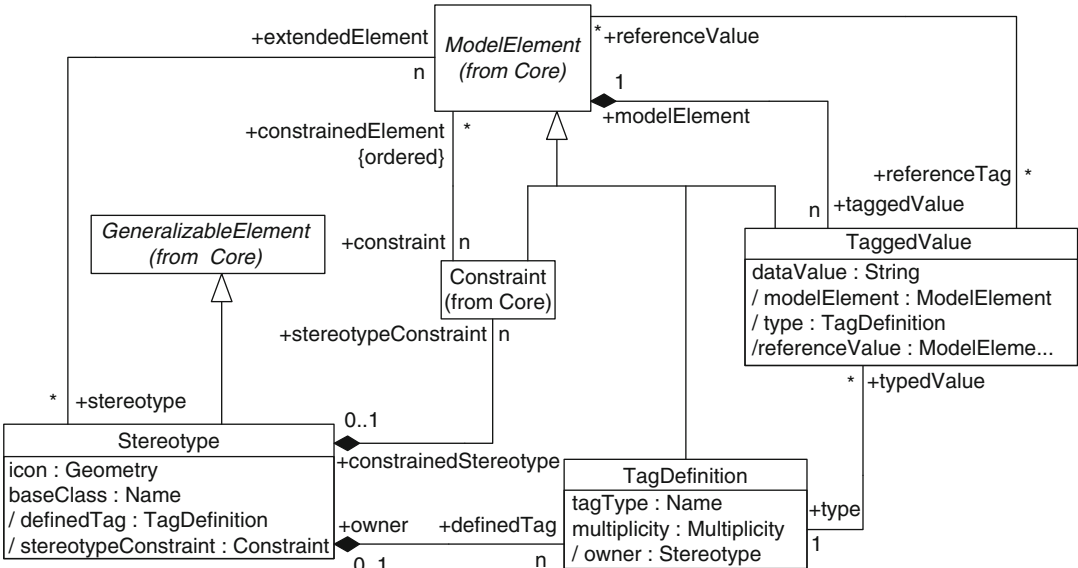 +extendedElement
n
ModelElement
(from Core)
*
+referenceValue
1
+modelElement
+constrainedElement
*
{ordered}
+referenceTag
*
n
+taggedValue
GeneralizableElement
(from Core)
+constraint
n
Constraint
(from Core)
TaggedValue
dataValue : String
/ modelElement : ModelElement
/ type : TagDefinition
/referenceValue : ModelEleme...
+stereotypeConstraint
n
*
+typedValue
*
+stereotype
0..1
+constrainedStereotype
Stereotype
icon : Geometry
baseClass : Name
/ definedTag : TagDefinition
/ stereotypeConstraint : Constraint
+owner
0..1
+definedTag
n
TagDefinition
tagType : Name
multiplicity : Multiplicity
/ owner : Stereotype
+type
1